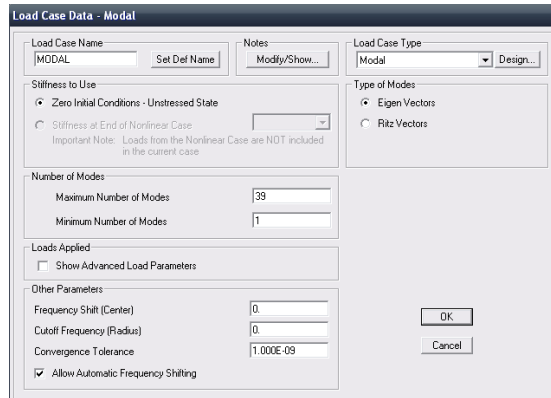 Load Case Data - Modal
Load Case Name
MODAL
Set Def Name
Notes
Modify/Show...
Load Case Type
Modal
Design...
Stiffness to Use
Zero Initial Conditions - Unstressed State
Stiffness at End of Nonlinear Case
Important Note: Loads from the Nonlinear Case are NOT included
in the current case
Type of Modes
Eigen Vectors
Ritz Vectors
Number of Modes
Maximum Number of Modes 39
Minimum Number of Modes 1
Loads Applied
Show Advanced Load Parameters
Other Parameters
Frequency Shift (Center) 0.
Cutoff Frequency (Radius) 0.
Convergence Tolerance 1.000E-09
Allow Automatic Frequency Shifting
OK
Cancel